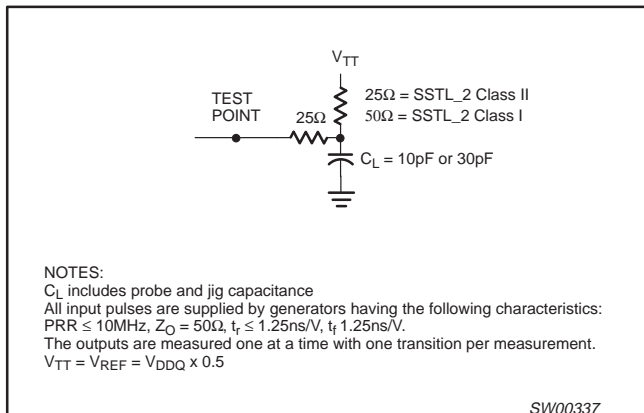 V_TT
25Ω = SSTL_2 Class II
50Ω = SSTL_2 Class I
TEST
POINT
25Ω
C_L = 10pF or 30pF
NOTES:
C_L includes probe and jig capacitance
All input pulses are supplied by generators having the following characteristics:
PRR ≤ 10MHz, Z_O = 50Ω, t_r ≤ 1.25ns/V, t_f 1.25ns/V.
The outputs are measured one at a time with one transition per measurement.
V_TT = V_REF = V_DDQ x 0.5
SW00337